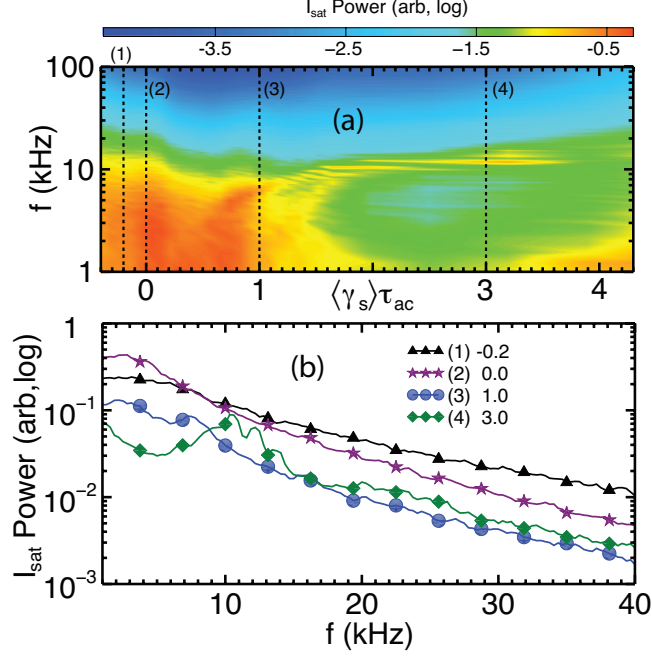 I_sat Power (arb, log)
-3.5 -2.5 -1.5 -0.5
(1)
100
(2) (3) (4)
(a)
f (kHz)
10
1
0 1 ⟨γ_s⟩τ_ac 3 4
1
(b)
(1) -0.2
(2) 0.0
(3) 1.0
(4) 3.0
I_sat Power (arb,log)
10^-1
10^-2
10^-3
10 20 30 40
f (kHz)